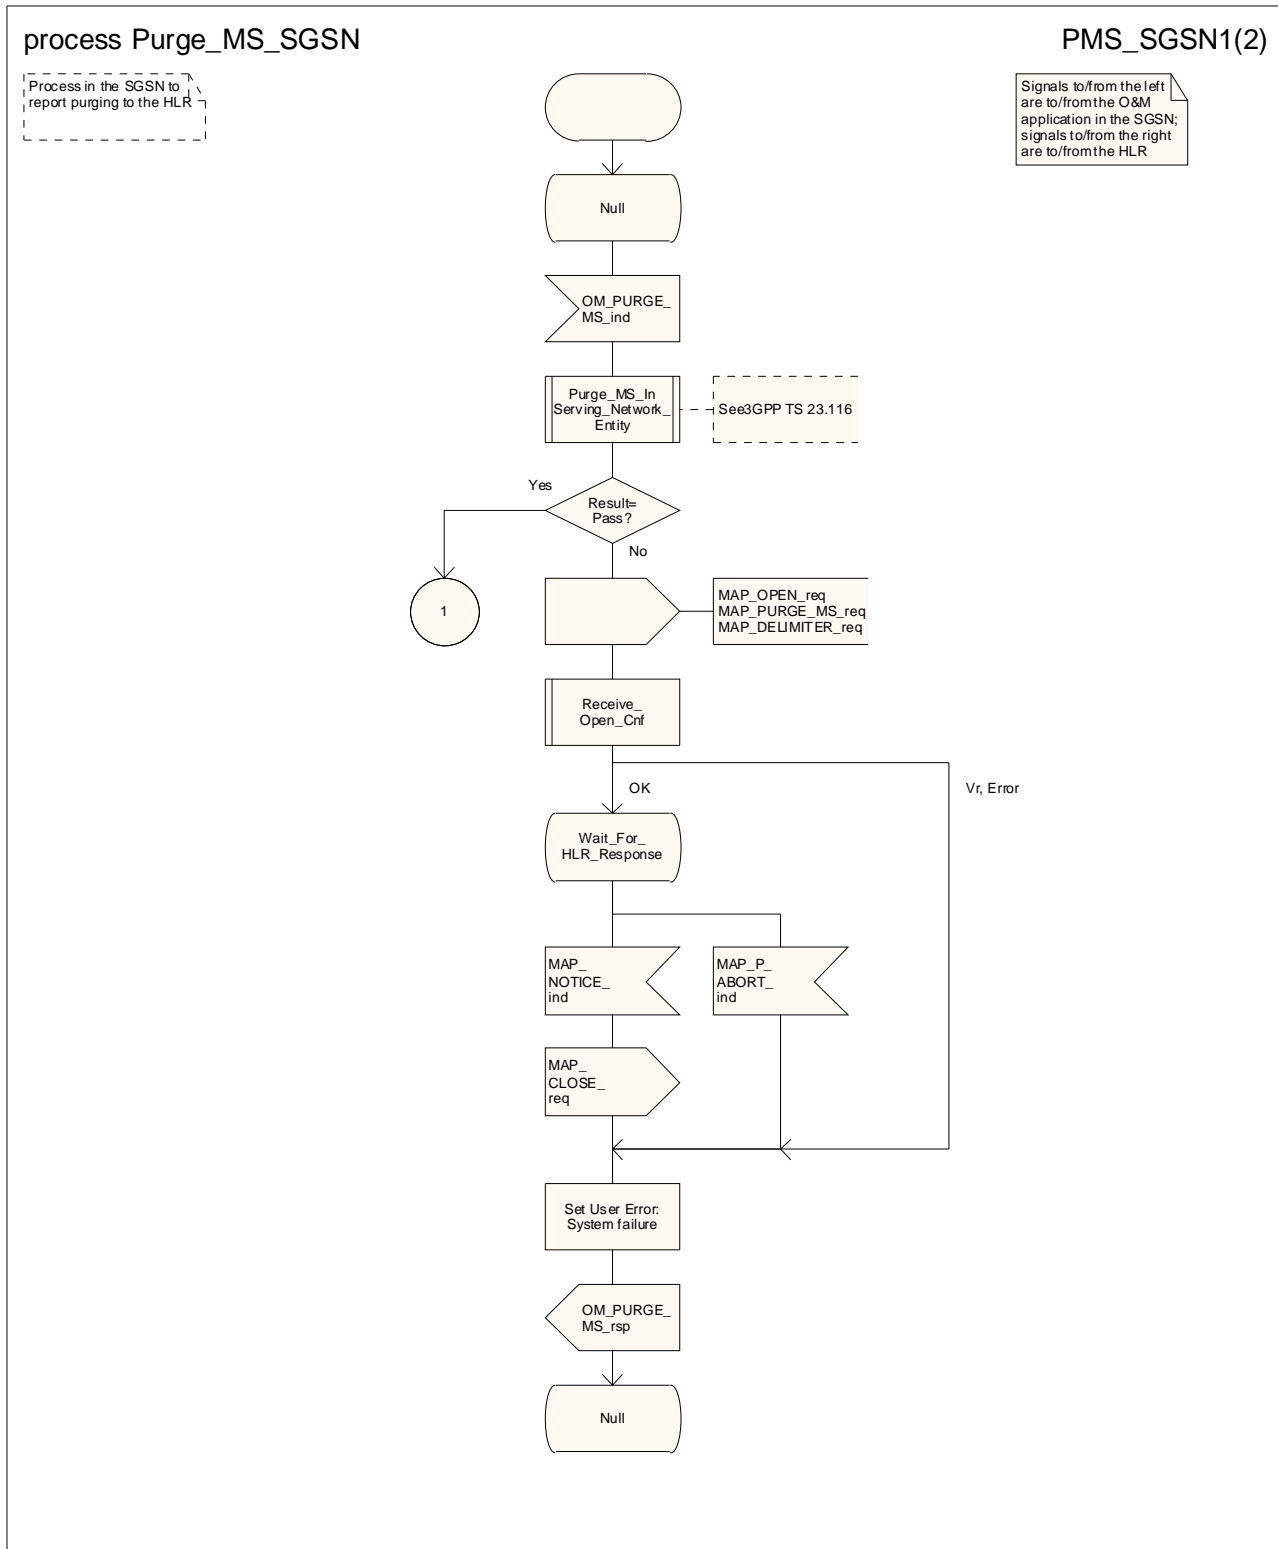 process Purge_MS_SGSN
PMS_SGSN1(2)
Process in the SGSN to
report purging to the HLR
Signals to/from the left
are to/from the O&M
application in the SGSN;
signals to/from the right
are to/from the HLR
Null
OM_PURGE_
MS_ind
Purge_MS_In
Serving_Network_
Entity
See3GPP TS 23.116
Yes
Result=
Pass?
No
1
MAP_OPEN_req
MAP_PURGE_MS_req
MAP_DELIMITER_req
Receive_
Open_Cnf
OK
Vr, Error
Wait_For_
HLR_Response
MAP_
NOTICE_
ind
MAP_P_
ABORT_
ind
MAP_
CLOSE_
req
Set User Error:
System failure
OM_PURGE_
MS_rsp
Null